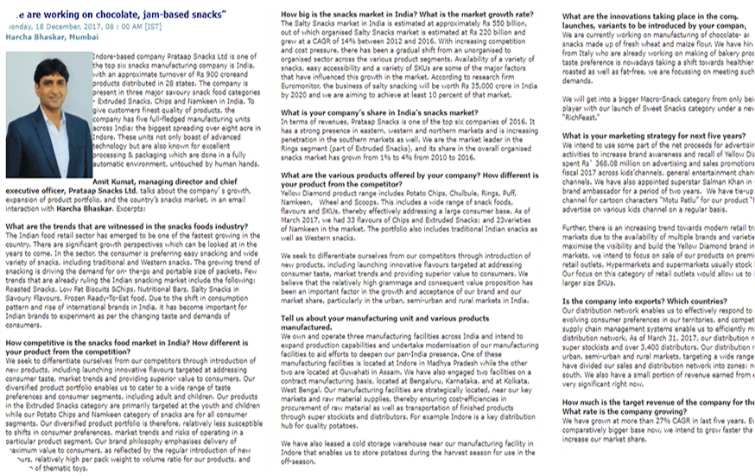 e are working on chocolate, jam-based snacks"
onday, 18 December, 2017, 08 : 00 AM [IST]
Harcha Bhaskar, Mumbai
Indore-based company Prataap Snacks Ltd is one of
the top six snacks manufacturing company is India,
with an approximate turnover of Rs 900 croreand
products distributed in 28 states. The company is
present in three major savoury snack food categories
- Extruded Snacks, Chips and Namkeen in India. To
give customers finest quality of products, the
company has five full-fledged manufacturing units
across India: the biggest spreading over eight acre in
Indore. These units not only boast of advanced
technology but are also known for excellent
processing & packaging which are done in a fully
automatic environment, untouched by human hands.
Amit Kumat, managing director and chief
executive officer, Prataap Snacks Ltd. talks about the company's growth,
expansion of product portfolio, and the country's snacks market, in an email
interaction with Harcha Bhaskar. Excerpts:
What are the trends that are witnessed in the snacks foods industry?
The Indian food retail sector has emerged to be one of the fastest growing in the
country. There are significant growth perspectives which can be looked at in the
years to come. In the sector, the consumer is preferring easy snacking and wide
variety of snacks, including traditional and Western snacks. The growing trend of
snacking is driving the demand for on-the-go and portable size of packets. Few
trends that are already ruling the Indian snacking market include the following:
Roasted Snacks, Low Fat Biscuits &Chips, Nutritional Bars, Salty Snacks in
Savoury Flavours, Frozen Ready-To-Eat food. Due to the shift in consumption
pattern and rise of international brands in India, it has become important for
Indian brands to experiment as per the changing taste and demands of
consumers.
How competitive is the snacks food market in India? How different is
your product from the competition?
We seek to differentiate ourselves from our competitors through introduction of
new products, including launching innovative flavours targeted at addressing
consumer taste, market trends and providing superior value to consumers. Our
diversified product portfolio enables us to cater to a wide range of taste
preferences and consumer segments, including adult and children. Our products
in the Extruded Snacks category are primarily targeted at the youth and children
while our Potato Chips and Namkeen category of snacks are for all consumer
segments. Our diversified product portfolio is therefore, relatively less susceptible
to shifts in consumer preferences, market trends and risks of operating in a
particular product segment. Our brand philosophy emphasises delivery of
maximum value to consumers, as reflected by the regular introduction of new
relatively high per pack weight to volume ratio for our products, and
of thematic toys.
How big is the snacks market in India? What is the market growth rate?
The Salty Snacks market in India is estimated at approximately Rs 550 billion,
out of which organised Salty Snacks market in India is estimated at Rs 220 billion and
grew at a CAGR of 14% between 2012 and 2016. With increasing competition
and cost pressure, there has been a gradual shift from an unorganised to
organised sector across the various product segments. Availability of a variety of
snacks, easy accessibility and a variety of SKUs are some of the major factors
that have influenced this growth in the market. According to research firm
Euromonitor, the business of salty snacking will be worth Rs 35,000 crore in India
by 2020 and we are aiming to achieve at least 10 percent of that market.
What is your company's share in India's snacks market?
In terms of revenues, Prataap Snacks is one of the top six companies of 2016. It
has a strong presence in eastern, western and northern markets and is increasing
penetration in the southern markets as well. We are the market leader in the
Rings segment (part of Extruded Snacks), and its share in the overall organised
snacks market has grown from 1% to 4% from 2010 to 2016.
What are the various products offered by your company? How different is
your product from the competitor?
Yellow Diamond product range includes Potato Chips, Chulbule, Rings, Puff,
Namkeen, Wheel and Scoops. This includes a wide range of snack foods,
flavours and SKUs, thereby effectively addressing a large consumer base. As of
March 2017, we had 33 flavours of Chips and Extruded Snacks; and 22varieties
of Namkeen in the market. The portfolio also includes traditional Indian snacks as
well as Western snacks.
We seek to differentiate ourselves from our competitors through introduction of
new products, including launching innovative flavours targeted at addressing
consumer taste, market trends and providing superior value to consumers. We
believe that the relatively high grammage and consequent value proposition has
been an important factor in the growth and acceptance of our brand and our
market share, particularly in the urban, semi-urban and rural markets in India.
Tell us about your manufacturing unit and various products
manufactured.
We own and operate three manufacturing facilities across India and intend to
expand production capabilities and undertake modernisation of our manufacturing
facilities to aid efforts to deepen our pan-India presence. One of these
manufacturing facilities is located at Indore in Madhya Pradesh while the other
two are located at Guwahati in Assam. We have also engaged two facilities on a
contract manufacturing basis, located at Bengaluru, Karnataka, and at Kolkata,
West Bengal. Our manufacturing facilities are strategically located, near our key
markets and raw material supplies, thereby ensuring cost-efficiencies in
procurement of raw material as well as transportation of finished products
through super stockists and distributors. For example Indore is a key distribution
hub for quality potatoes.
We have also leased a cold storage warehouse near our manufacturing facility in
Indore that enables us to store potatoes during the harvest season for use in the
off-season.
What are the innovations taking place in the comp
launches, variants to be introduced by your company,
We are currently working on manufacturing of chocolate- ar
snacks made up of fresh wheat and maize flour. We have hin
from Italy who are already working on making of bakery proc
taste preference is nowadays taking a shift towards healthier
roasted as well as fat-free, we are focussing on meeting suc
demands.
We will get into a bigger Macro-Snack category from only bei
player with our launch of Sweet Snacks category under a ne
"RichFeast."
What is your marketing strategy for next five years?
We intend to use some part of the net proceeds for advertisin
activities to increase brand awareness and recall of Yellow Di
spent Rs` 368.08 million on advertising and sales promotion
fiscal 2017 across kids'channels, general entertainment chan
channels. We have also appointed superstar Salman Khan in
brand ambassador for a period of two years. We have tieup
channel for cartoon characters "Motu Patlu" for our product "
advertise on various kids channel on a regular basis.
Further, there is an increasing trend towards modern retail tr
markets due to the availability of multiple brands and varietie
maximise the visibility and build the Yellow Diamond brand in
markets, we intend to focus on sale of our products on premi
retail outlets. Hypermarkets and supermarkets usually stock
Our focus on this category of retail outlets would allow us to
larger size SKUs.
Is the company into exports? Which countries?
Our distribution network enables us to effectively respond to
evolving consumer preferences in our territories, and compet
supply chain management systems enable us to efficiently m
distribution network. As of March 31, 2017, our distribution n
super stockists and over 3,400 distributors. Our distribution n
urban, semi-urban and rural markets, targeting a wide range
have divided our sales and distribution network into zones: n
south. We also have a small portion of revenue earned from e
very significant right now.
How much is the target revenue of the company for the
What rate is the company growing?
We have grown at more than 27% CAGR in last five years. E
comparatively bigger base now, we intend to grow faster tha
increase our market share.